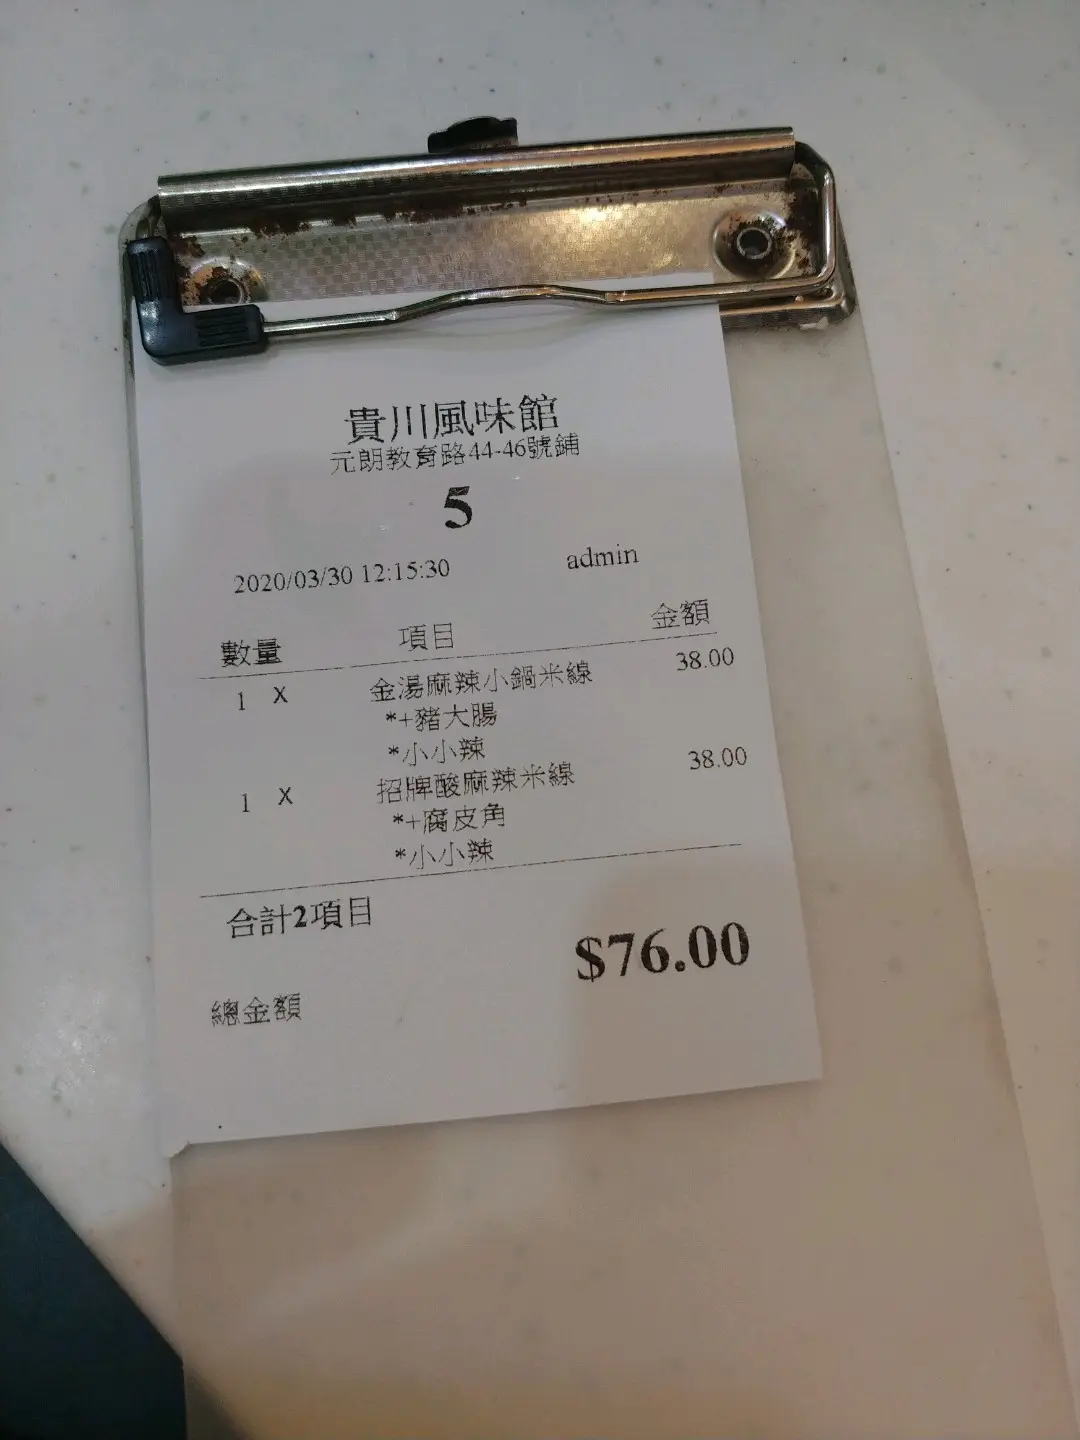 貴川風味館
元朗教育路44-46號鋪
5
2020/03/30 12:15:30 admin
數量 項目 金額
1 X 金湯麻辣小鍋米線 38.00
*+豬大腸
*小小辣
1 X 招牌酸麻辣米線 38.00
*+腐皮角
*小小辣
合計2項目
$76.00
總金額